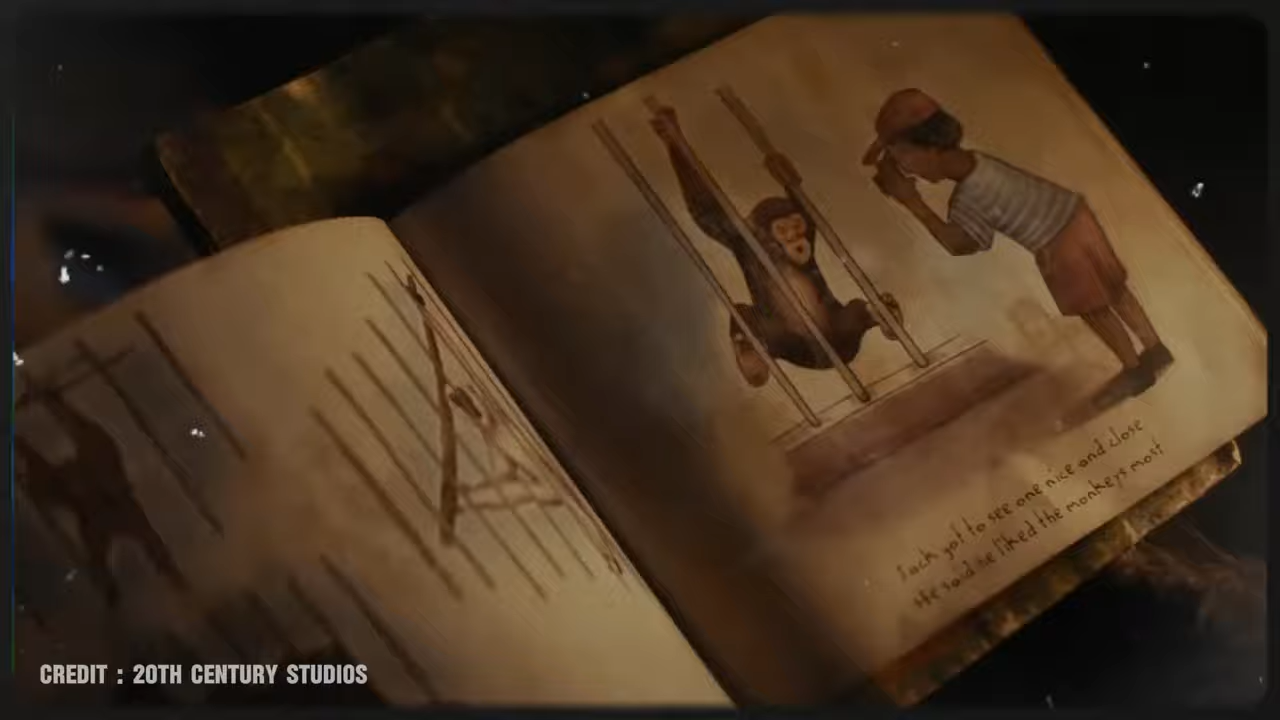 Jack got to see one nice and close
He said he liked the monkeys most
CREDIT : 20TH CENTURY STUDIOS